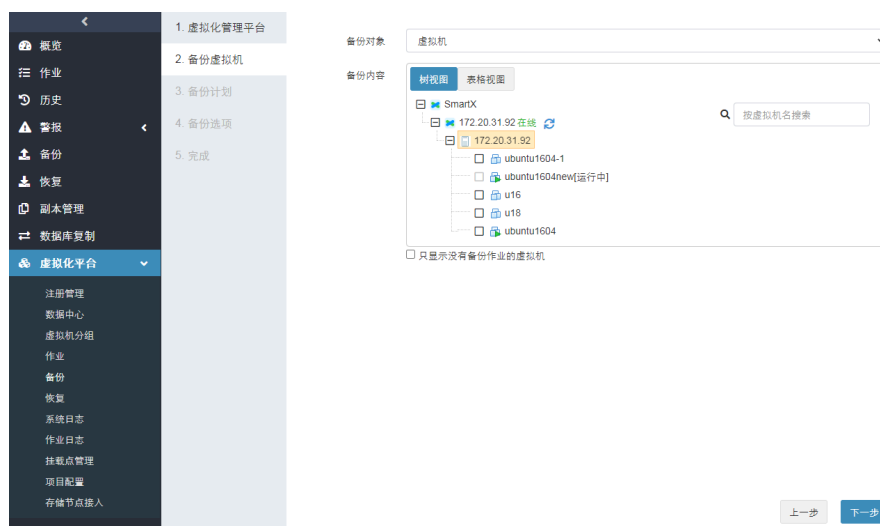 概览
作业
历史
警报
备份
恢复
副本管理
数据库复制
虚拟化平台
注册管理
数据中心
虚拟机分组
作业
备份
恢复
系统日志
作业日志
挂载点管理
项目配置
存储节点接入
1. 虚拟化管理平台
2. 备份虚拟机
3. 备份计划
4. 备份选项
5. 完成
备份对象
虚拟机
备份内容
树视图
表格视图
SmartX
172.20.31.92 在线
172.20.31.92
ubuntu1604-1
ubuntu1604new[运行中]
u16
u18
ubuntu1604
按虚拟机名搜索
只显示没有备份作业的虚拟机
上一步
下一步